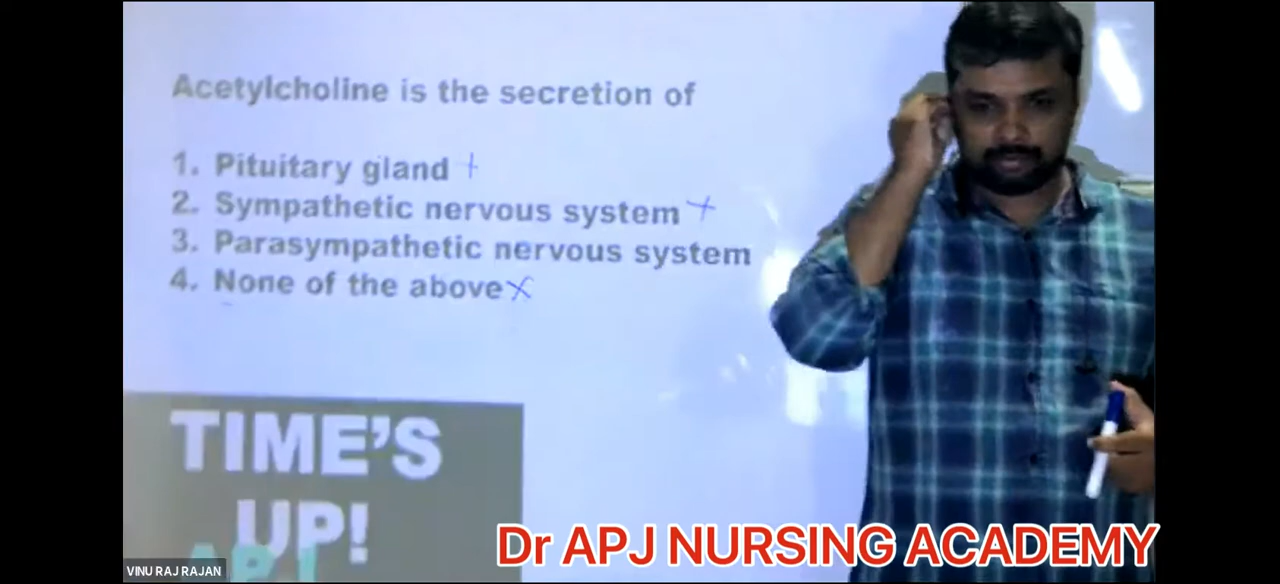 Acetylcholine is the secretion of
1. Pituitary gland +
2. Sympathetic nervous system +
3. Parasympathetic nervous system
4. None of the above x
TIME'S
UP!
APJ
Dr APJ NURSING ACADEMY
VINU RAJ RAJAN